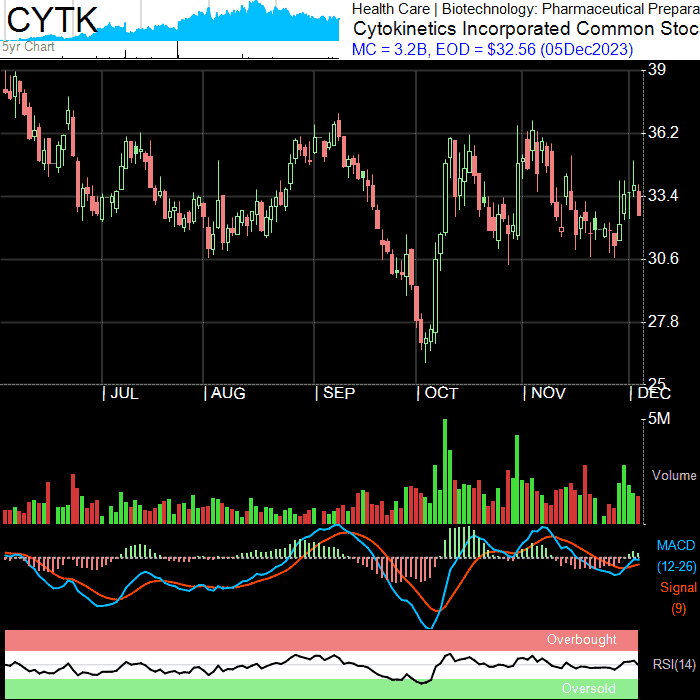 CYTK
5yr Chart
Health Care | Biotechnology: Pharmaceutical Prepara
Cytokinetics Incorporated Common Stoc
MC = 3.2B, EOD = $32.56 (05Dec2023)
39
36.2
33.4
30.6
27.8
25
| JUL | AUG | SEP | OCT | NOV | DEC
5M
Volume
MACD
(12-26)
Signal
(9)
Overbought
RSI(14)
Oversold